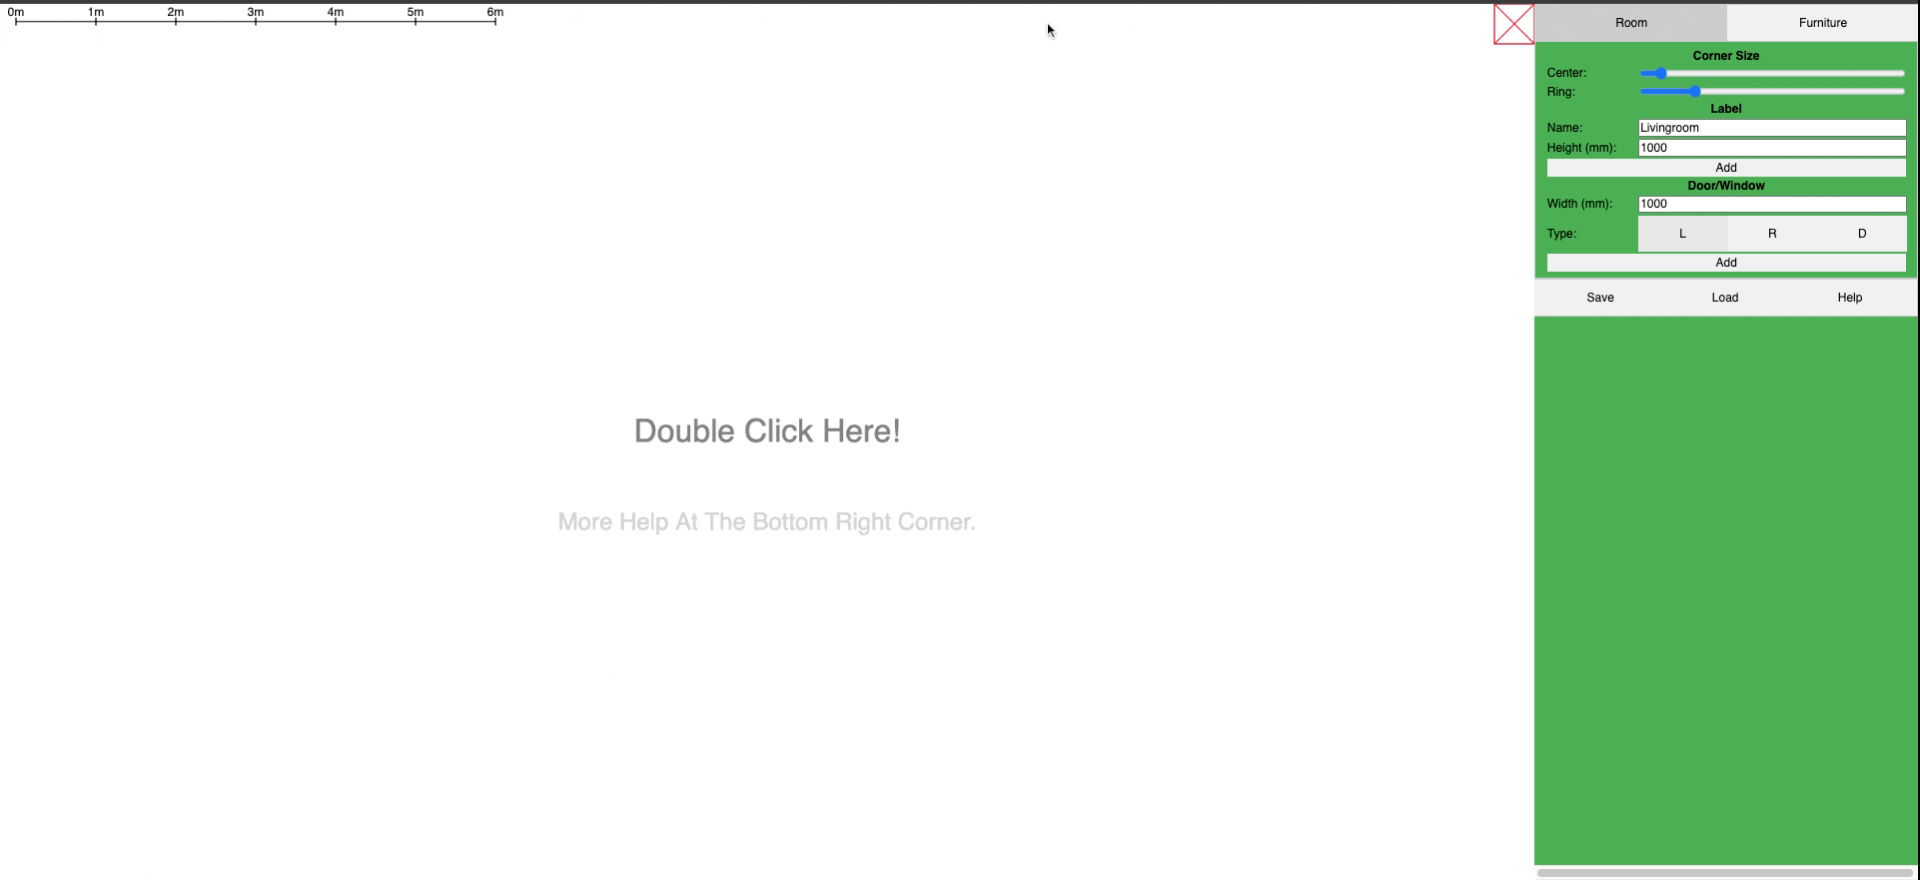 0m 1m 2m 3m 4m 5m 6m
Room Furniture
Corner Size
Center:
Ring:
Label
Name: Livingroom
Height (mm): 1000
Add
Door/Window
Width (mm): 1000
Type: L R D
Add
Save Load Help
Double Click Here!
More Help At The Bottom Right Corner.